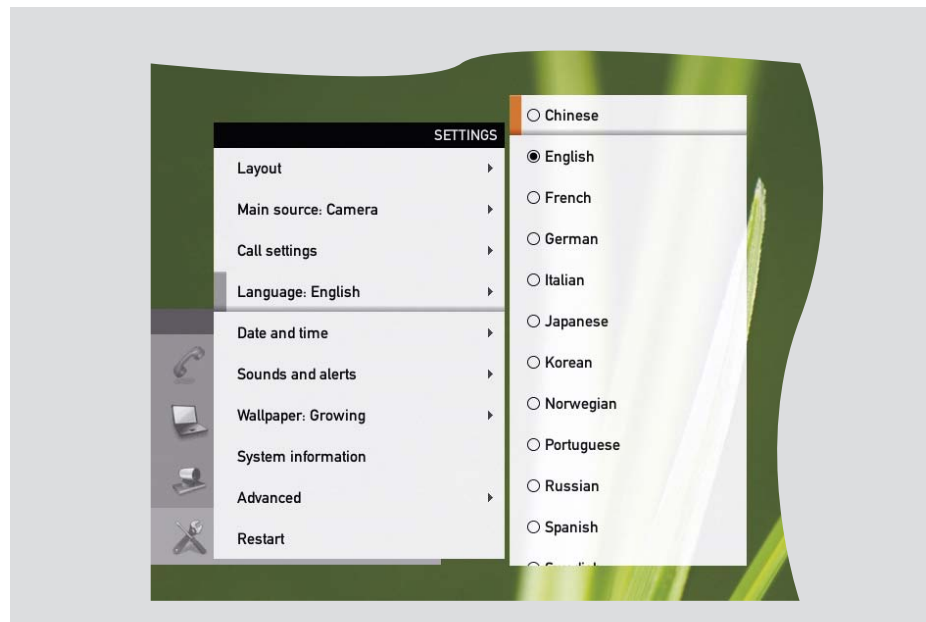 SETTINGS
Layout
Main source: Camera
Call settings
Language: English
Date and time
Sounds and alerts
Wallpaper: Growing
System information
Advanced
Restart
Chinese
English
French
German
Italian
Japanese
Korean
Norwegian
Portuguese
Russian
Spanish